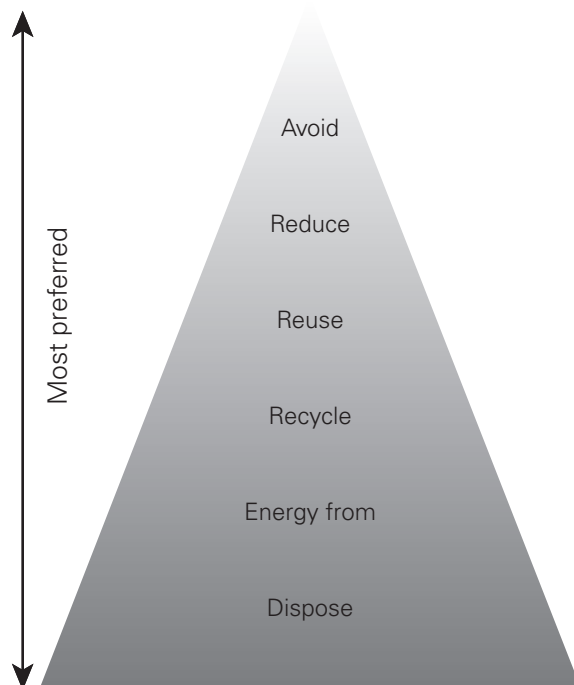 Most preferred
Avoid
Reduce
Reuse
Recycle
Energy from
Dispose